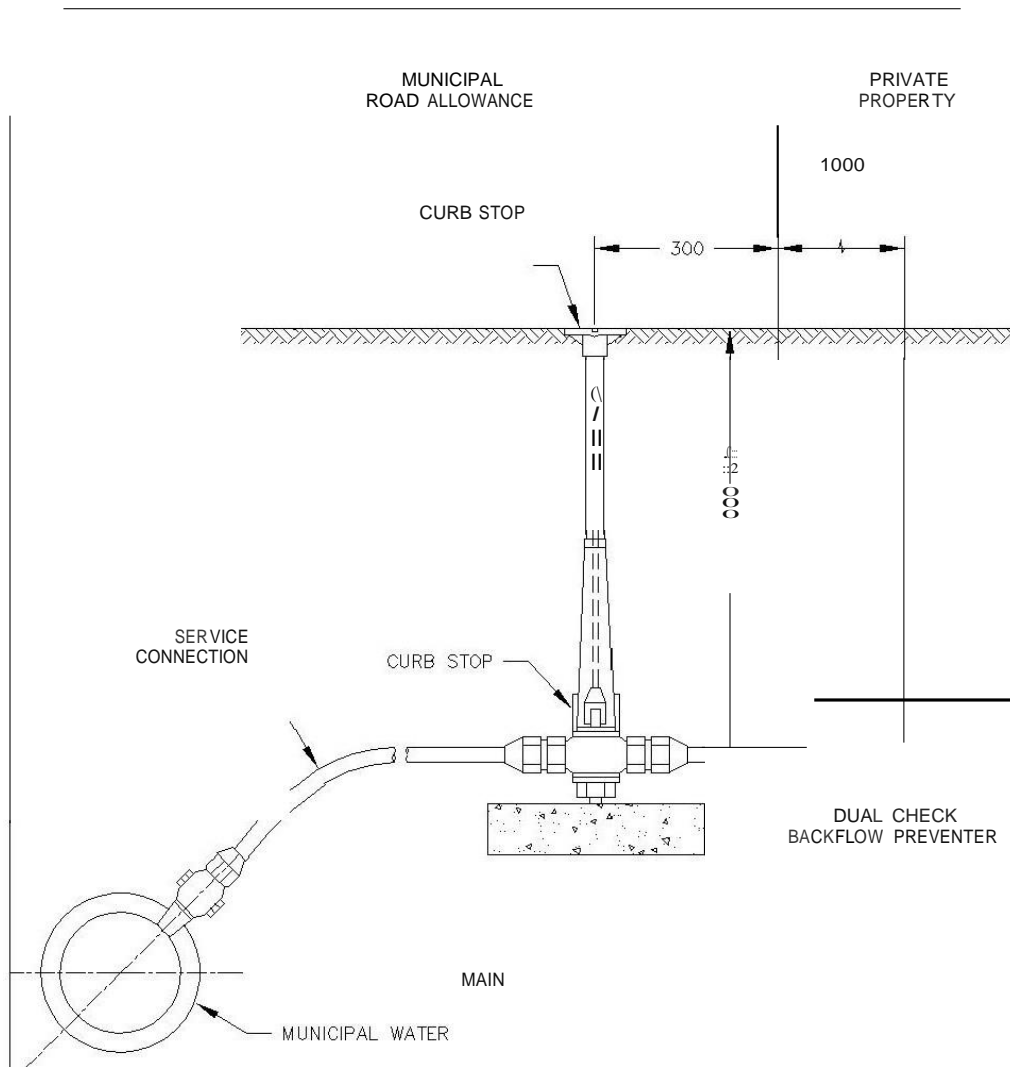 MUNICIPAL
ROAD ALLOWANCE
PRIVATE
PROPERTY
1000
CURB STOP
300
SERVICE
CONNECTION
CURB STOP
DUAL CHECK
BACKFLOW PREVENTER
MAIN
MUNICIPAL WATER